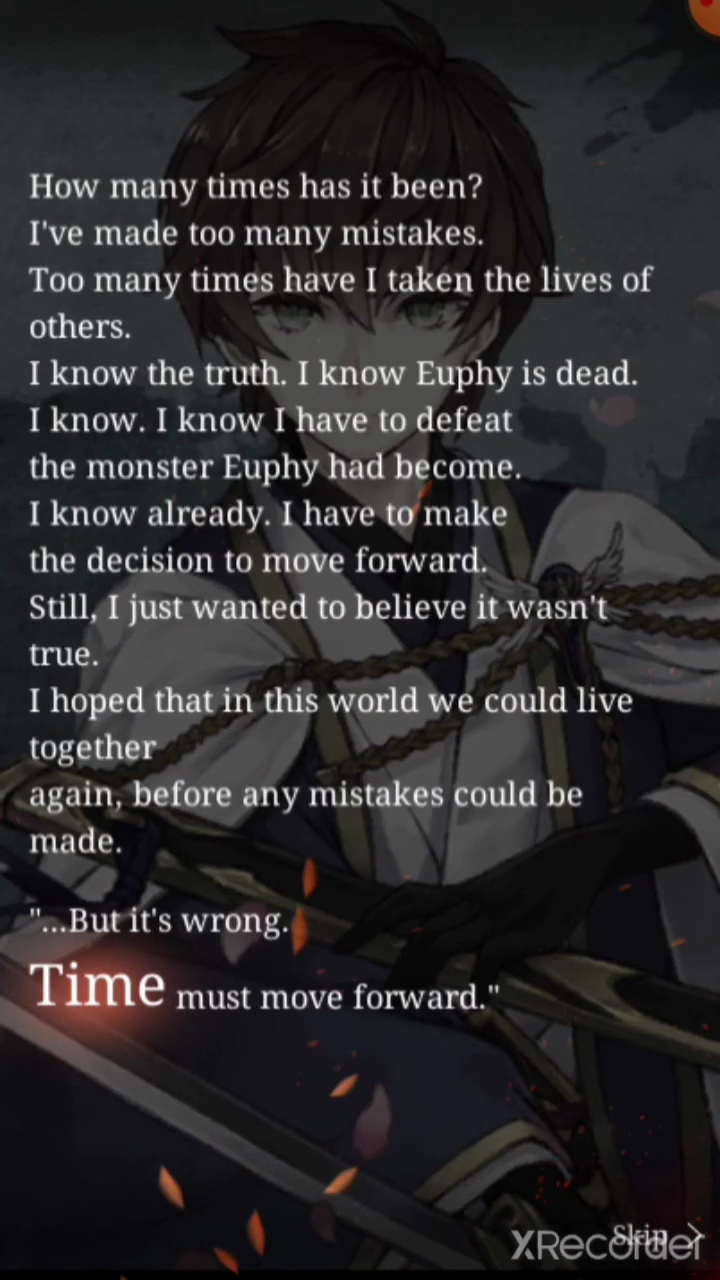 How many times has it been?
I've made too many mistakes.
Too many times have I taken the lives of
others.
I know the truth. I know Euphy is dead.
I know. I know I have to defeat
the monster Euphy had become.
I know already. I have to make
the decision to move forward.
Still, I just wanted to believe it wasn't
true.
I hoped that in this world we could live
together
again, before any mistakes could be
made.
"...But it's wrong.
Time must move forward."
Skip >
XRecorder